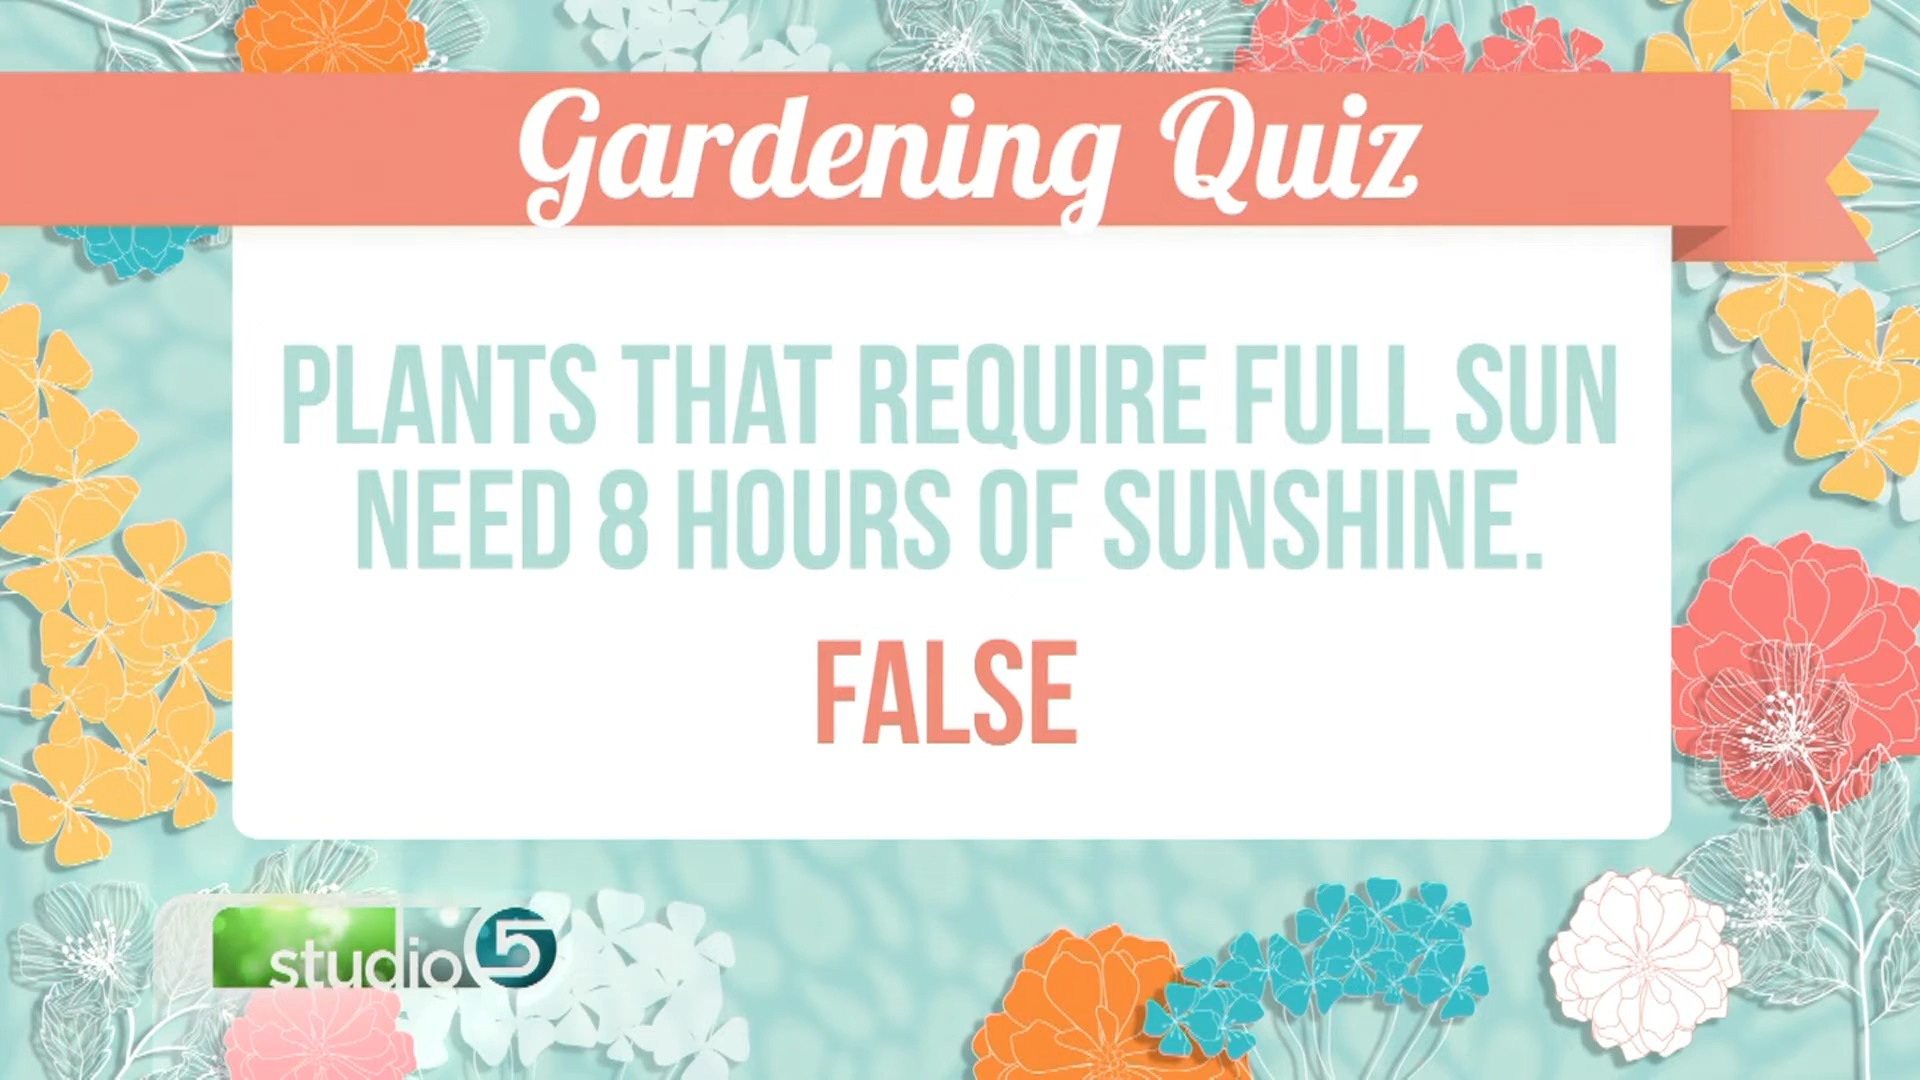 Gardening Quiz
PLANTS THAT REQUIRE FULL SUN
NEED 8 HOURS OF SUNSHINE.
FALSE
studio 5